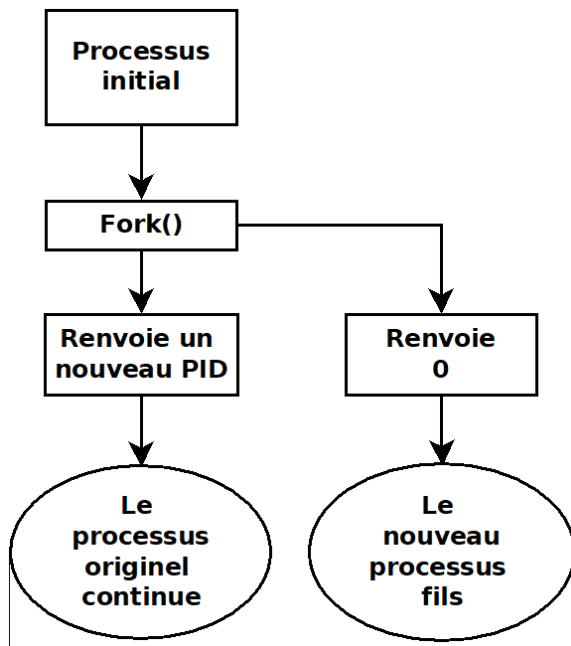 Processus
initial
Fork()
Renvoie un
nouveau PID
Renvoie
0
Le
processus
originel
continue
Le
nouveau
processus
fils